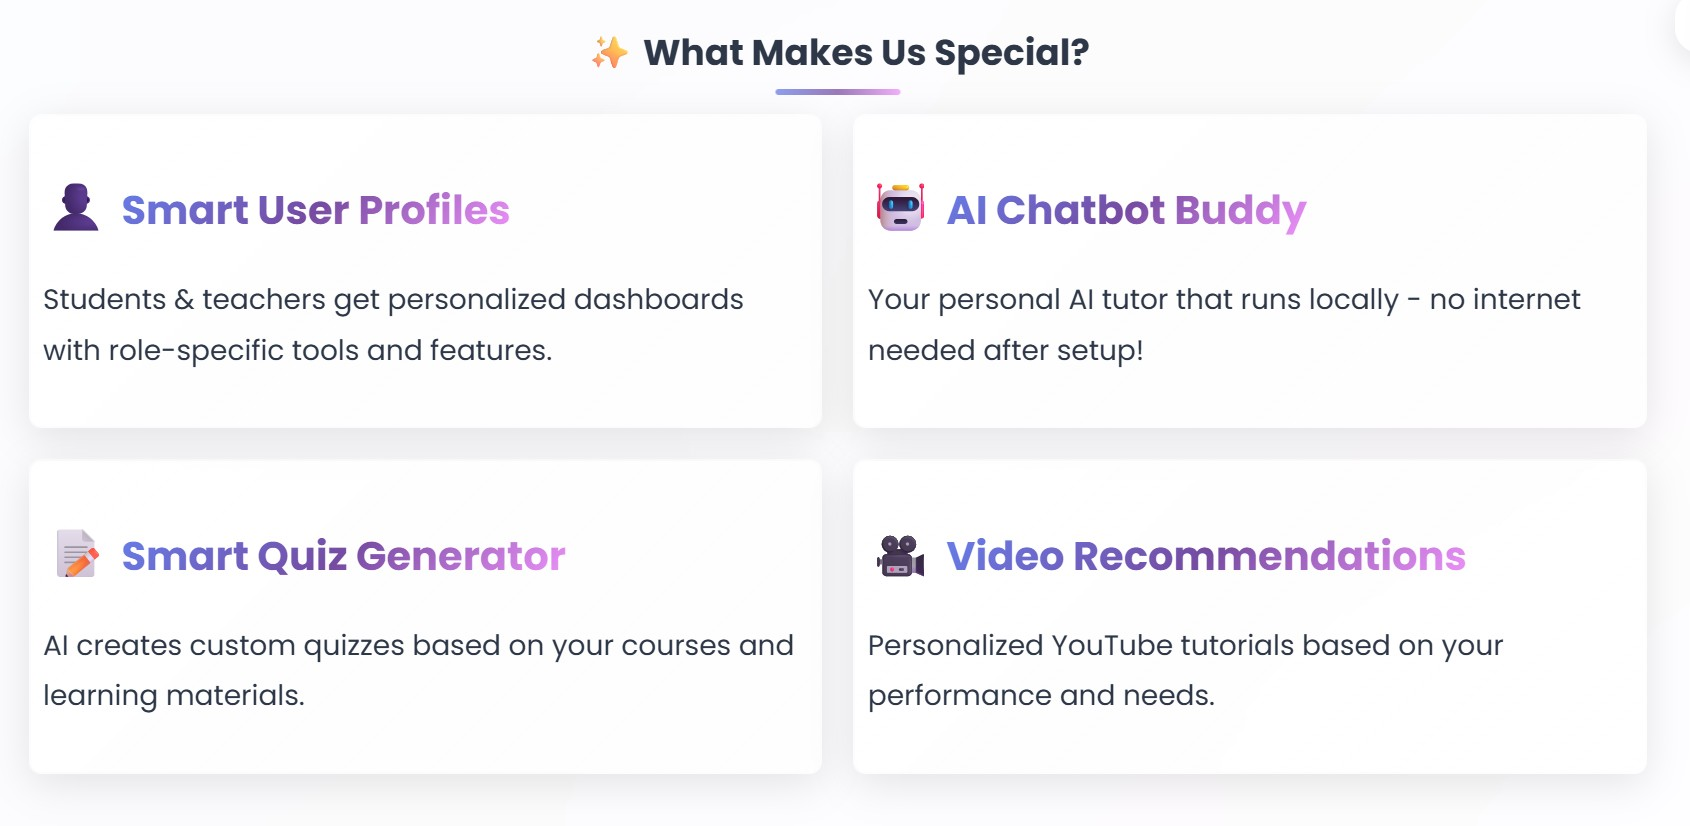 ✨ What Makes Us Special?
Smart User Profiles
Students & teachers get personalized dashboards
with role-specific tools and features.
AI Chatbot Buddy
Your personal AI tutor that runs locally - no internet
needed after setup!
Smart Quiz Generator
AI creates custom quizzes based on your courses and
learning materials.
Video Recommendations
Personalized YouTube tutorials based on your
performance and needs.